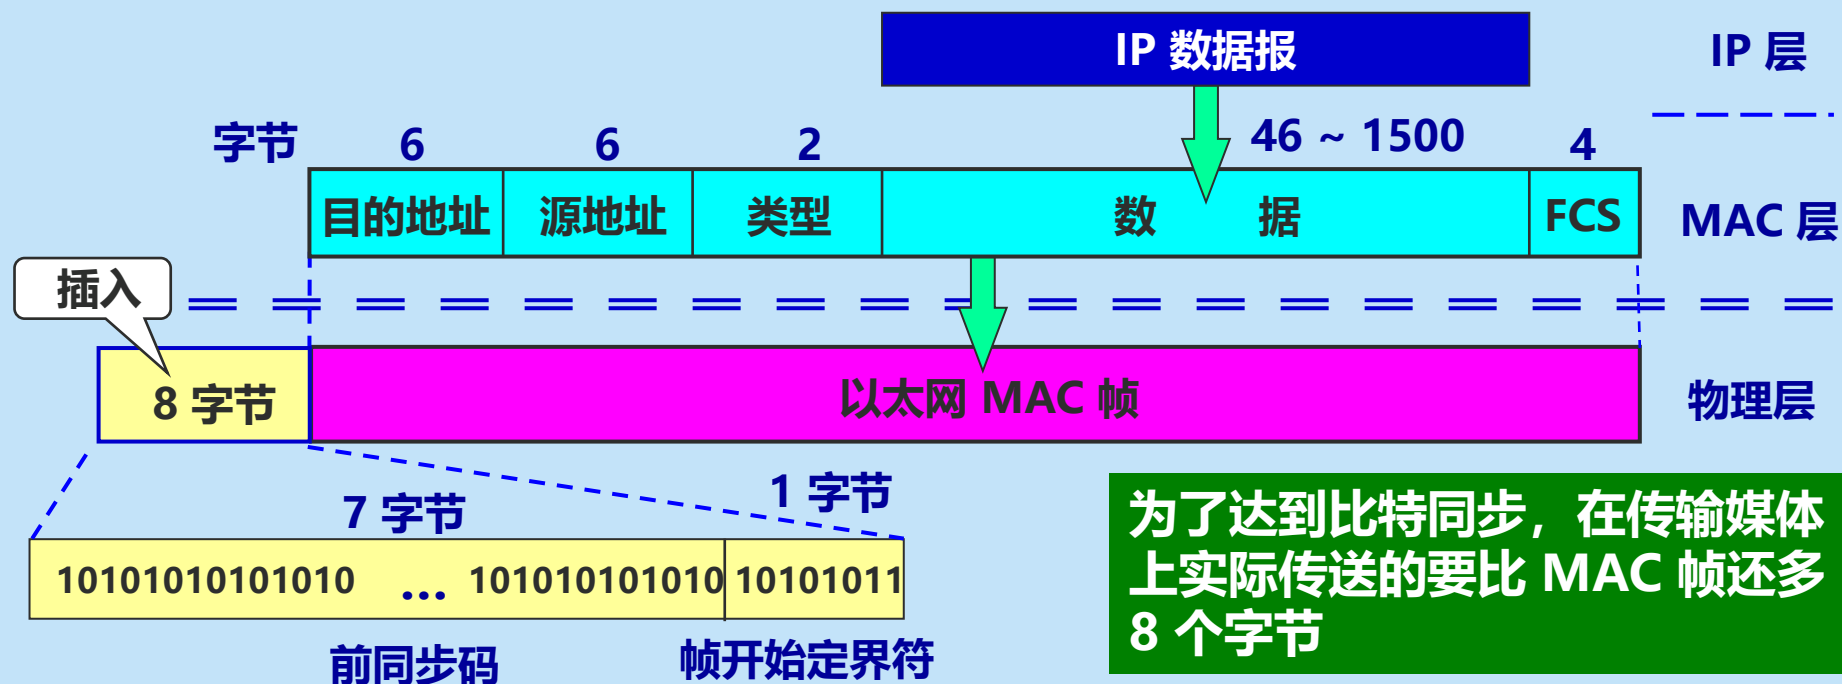 IP 数据报
IP 层
字节 6 6 2 46 ~ 1500 4
目的地址 源地址 类型 数 据 FCS
MAC 层
插入
8 字节
以太网 MAC 帧
物理层
7 字节
1 字节
10101010101010 ... 101010101010 10101011
前同步码
帧开始定界符
为了达到比特同步，在传输媒体
上实际传送的要比 MAC 帧还多
8 个字节